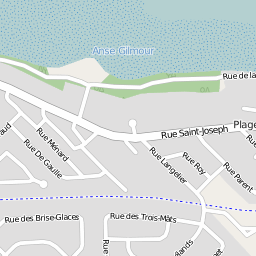 Anse Gilmour
Rue de la
Plage
Rue Saint-Joseph
aud
Rue Ménard
Rue De Gaulle
Rue Langelier
Rue Roy
Rue Parent
Rue des Brise-Glaces
Rue des Trois-Mâts